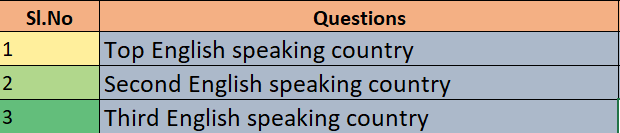 Sl.No Questions
1 Top English speaking country
2 Second English speaking country
3 Third English speaking country